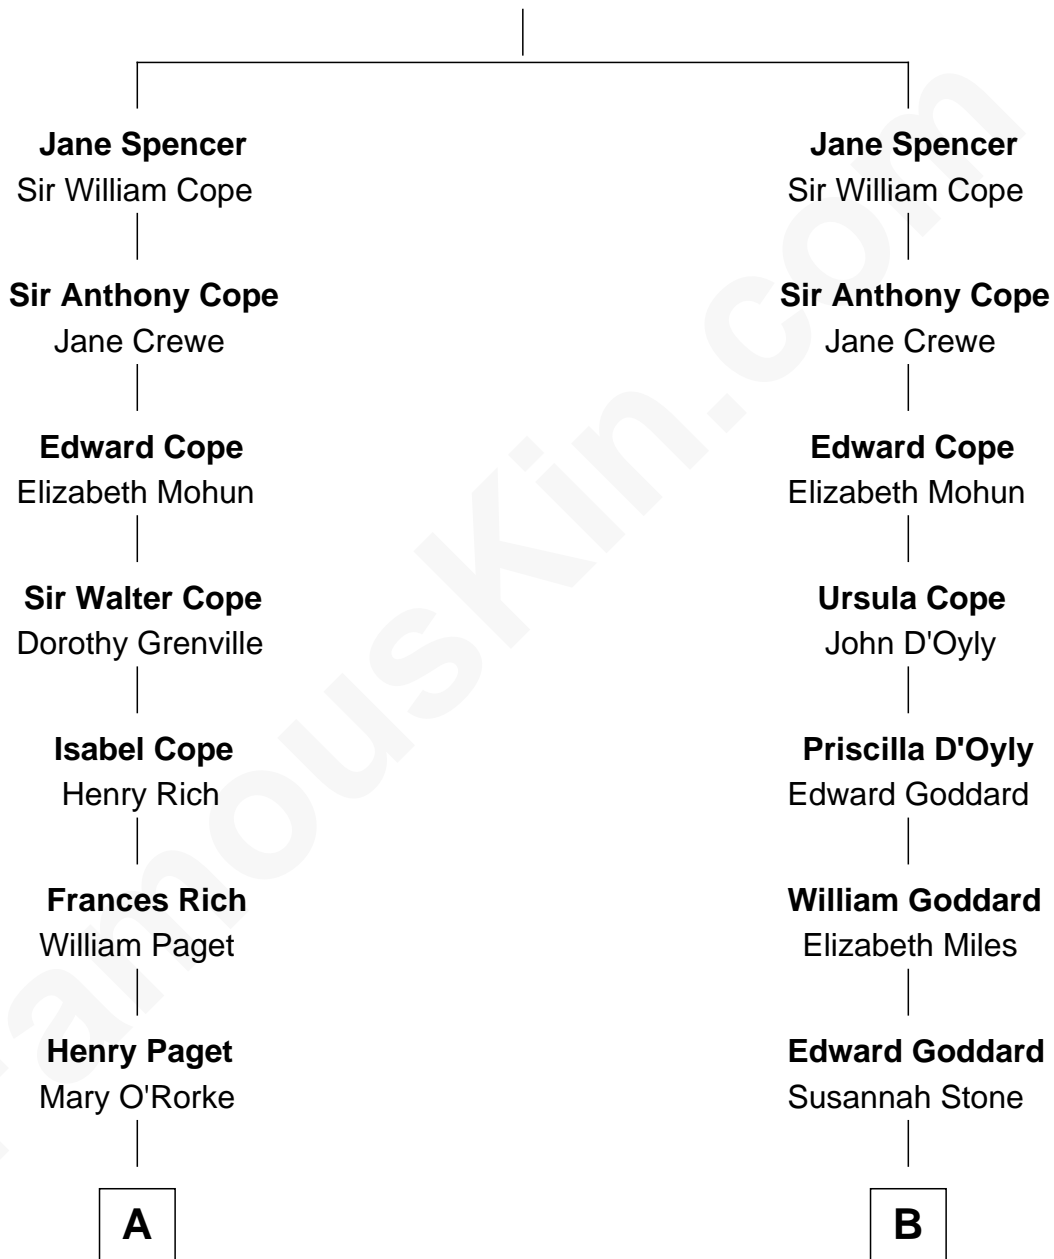 Jane Spencer
Sir William Cope
Sir Anthony Cope
Jane Crewe
Edward Cope
Elizabeth Mohun
Sir Walter Cope
Dorothy Grenville
Isabel Cope
Henry Rich
Frances Rich
William Paget
Henry Paget
Mary O'Rorke
A
Jane Spencer
Sir William Cope
Sir Anthony Cope
Jane Crewe
Edward Cope
Elizabeth Mohun
Ursula Cope
John D'Oyly
Priscilla D'Oyly
Edward Goddard
William Goddard
Elizabeth Miles
Edward Goddard
Susannah Stone
B
FamousKin.com